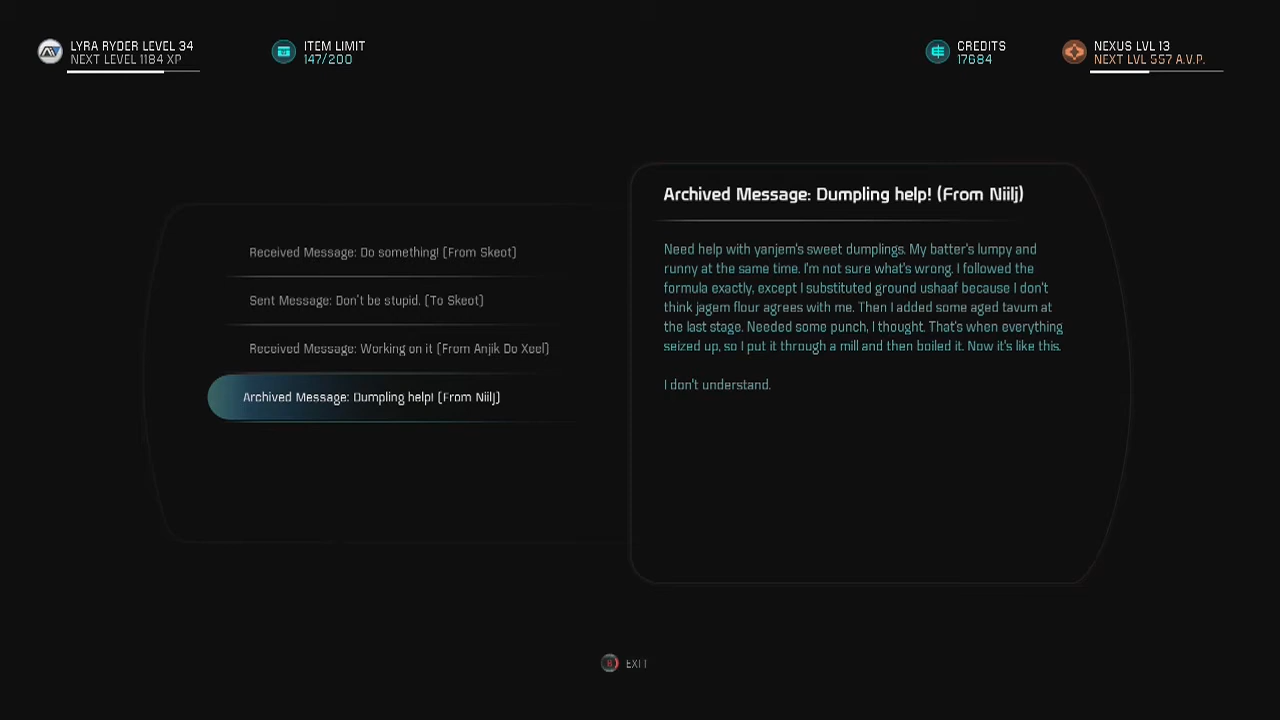 LYRA RYDER LEVEL 34
NEXT LEVEL 1184 XP
ITEM LIMIT
147/200
CREDITS
17684
NEXUS LVL 13
NEXT LVL 557 A.V.P.
Received Message: Do something! (From Skeot)
Sent Message: Don't be stupid. (To Skeot)
Received Message: Working on it (From Anjik Do Xeel)
Archived Message: Dumpling help! (From Niilj)
Archived Message: Dumpling help! (From Niilj)
Need help with yanjem's sweet dumplings. My batter's lumpy and
runny at the same time. I'm not sure what's wrong. I followed the
formula exactly, except I substituted ground ushaaf because I don't
think jagem flour agrees with me. Then I added some aged tavum at
the last stage. Needed some punch, I thought. That's when everything
seized up, so I put it through a mill and then boiled it. Now it's like this.
I don't understand.
B EXIT